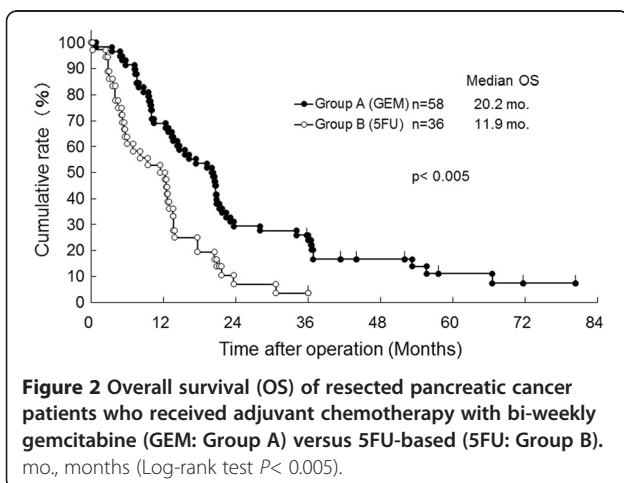 Cumulative rate (%)
100
90
80
70
60
50
40
30
20
10
0
Median OS
Group A (GEM) n=58 20.2 mo.
Group B (5FU) n=36 11.9 mo.
p< 0.005
0 12 24 36 48 60 72 84
Time after operation (Months)
Figure 2 Overall survival (OS) of resected pancreatic cancer
patients who received adjuvant chemotherapy with bi-weekly
gemcitabine (GEM: Group A) versus 5FU-based (5FU: Group B).
mo., months (Log-rank test P< 0.005).